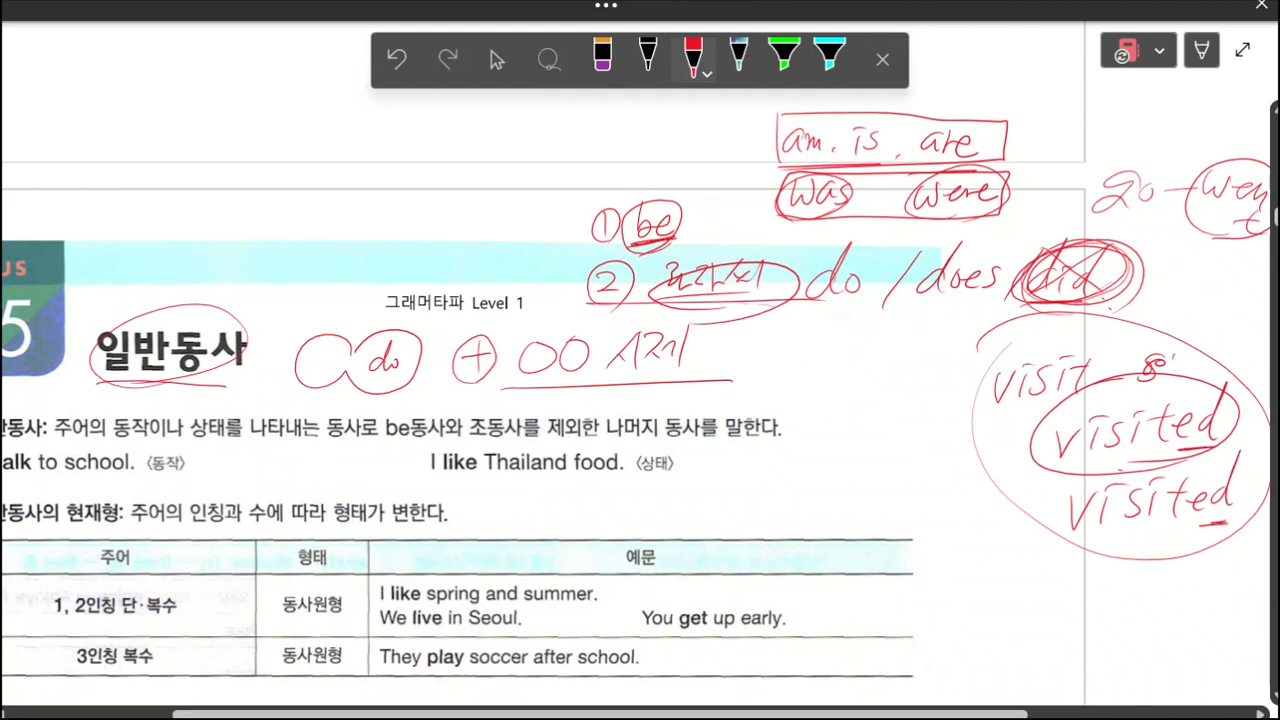 am. is. are
was were
go - went
① be
② do / does did
US
5
그래머타파 Level 1
일반동사 do + ○○ 시제
visit
visited
visited
반동사: 주어의 동작이나 상태를 나타내는 동사로 be동사와 조동사를 제외한 나머지 동사를 말한다.
alk to school. 〈동작〉 I like Thailand food. 〈상태〉
반동사의 현재형: 주어의 인칭과 수에 따라 형태가 변한다.
주어 형태 예문
1, 2인칭 단·복수 동사원형 I like spring and summer.
We live in Seoul. You get up early.
3인칭 복수 동사원형 They play soccer after school.